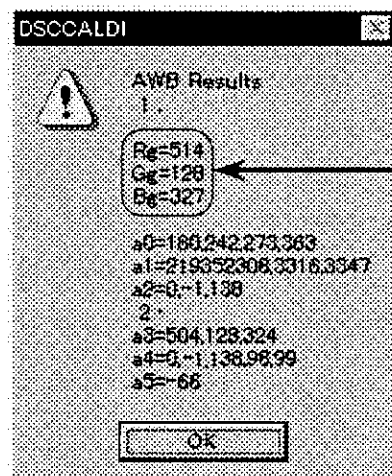 DSCCALDI
AWB Results
1.
Rg=514
Gg=128
Bg=327
a0=180,242,273,363
a1=219352308,3316,3347
a2=0,-1,138
2.
a3=504,128,324
a4=0,-1,138,98,99
a5=-66
OK